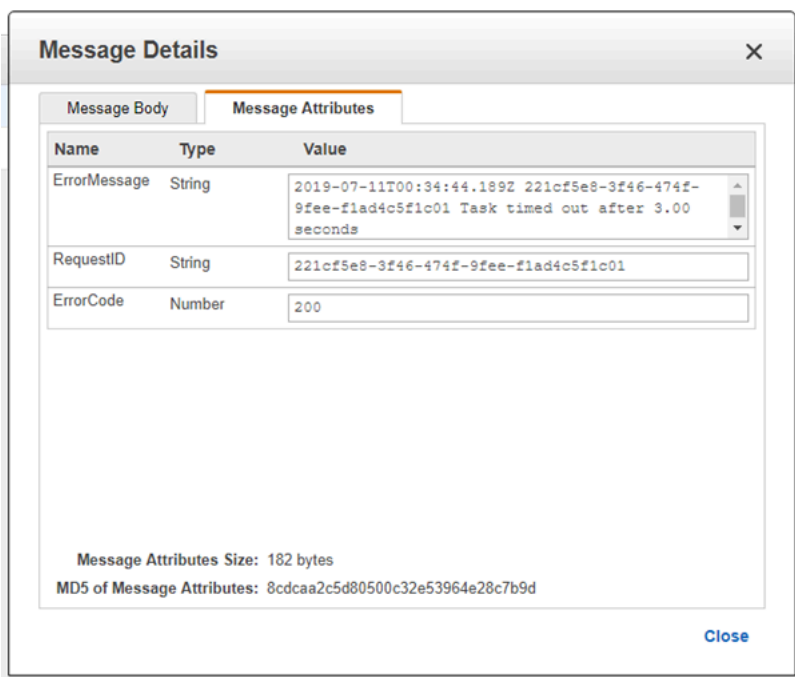 Message Details
Message Body Message Attributes
Name Type Value
ErrorMessage String 2019-07-11T00:34:44.189Z 221cf5e8-3f46-474f-
9fee-f1ad4c5f1c01 Task timed out after 3.00
seconds
RequestID String 221cf5e8-3f46-474f-9fee-f1ad4c5f1c01
ErrorCode Number 200
Message Attributes Size: 182 bytes
MD5 of Message Attributes: 8cdcaa2c5d80500c32e53964e28c7b9d
Close